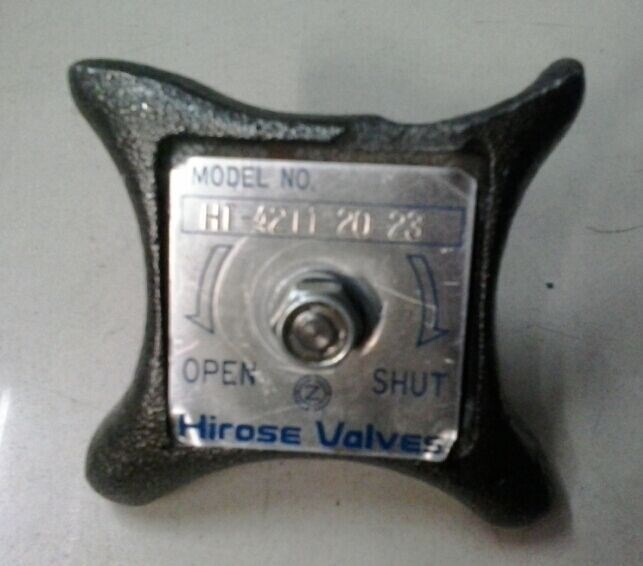 MODEL NO.
HT-4211 20 23
OPEN SHUT
Hirose Valves